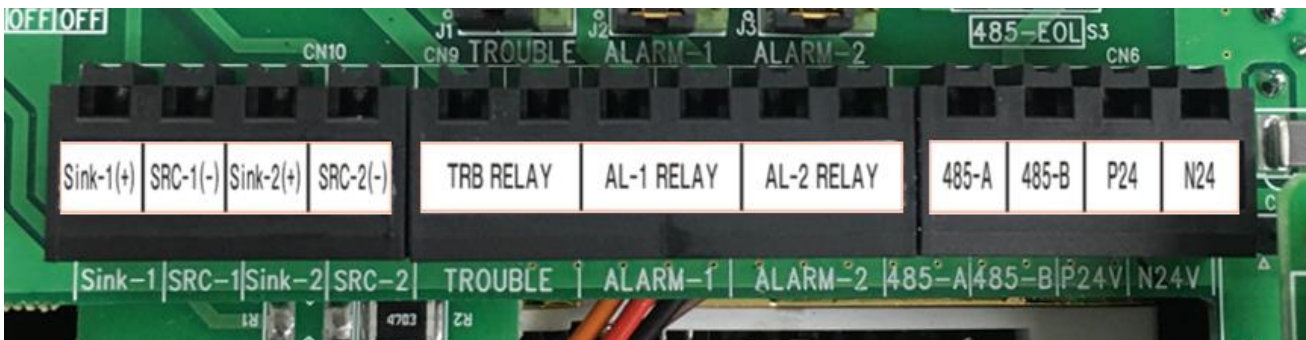 OFF OFF
J1 J2 J3 485-EOL S3
CN10 CN9 TROUBLE ALARM-1 ALARM-2 CN6
Sink-1(+) SRC-1(-) Sink-2(+) SRC-2(-) TRB RELAY AL-1 RELAY AL-2 RELAY 485-A 485-B P24 N24
C
Sink-1 SRC-1 Sink-2 SRC-2 TROUBLE ALARM-1 ALARM-2 485-A 485-B P24V N24V
R1 4703 R2